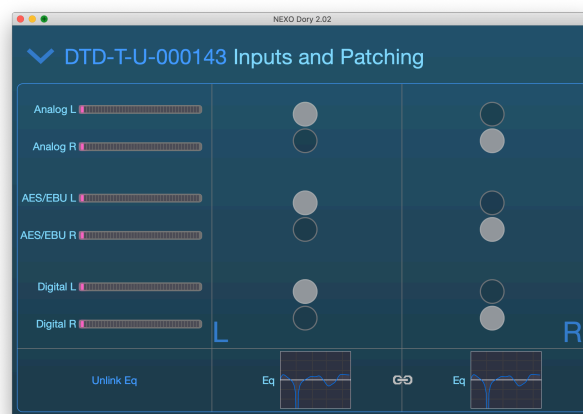 NEXO Dory 2.02
DTD-T-U-000143 Inputs and Patching
Analog L
Analog R
AES/EBU L
AES/EBU R
Digital L
Digital R
L
R
Unlink Eq
Eq
Eq